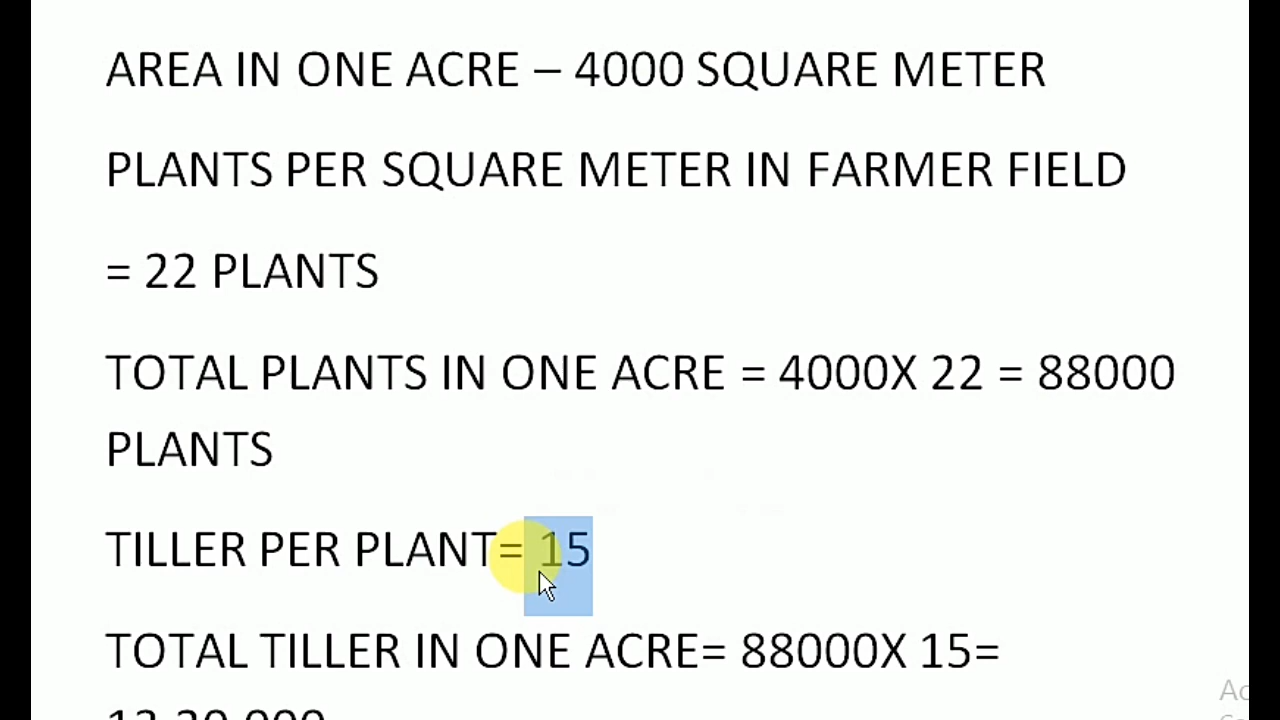 AREA IN ONE ACRE – 4000 SQUARE METER
PLANTS PER SQUARE METER IN FARMER FIELD
= 22 PLANTS
TOTAL PLANTS IN ONE ACRE = 4000X 22 = 88000
PLANTS
TILLER PER PLANT= 15
TOTAL TILLER IN ONE ACRE= 88000X 15=